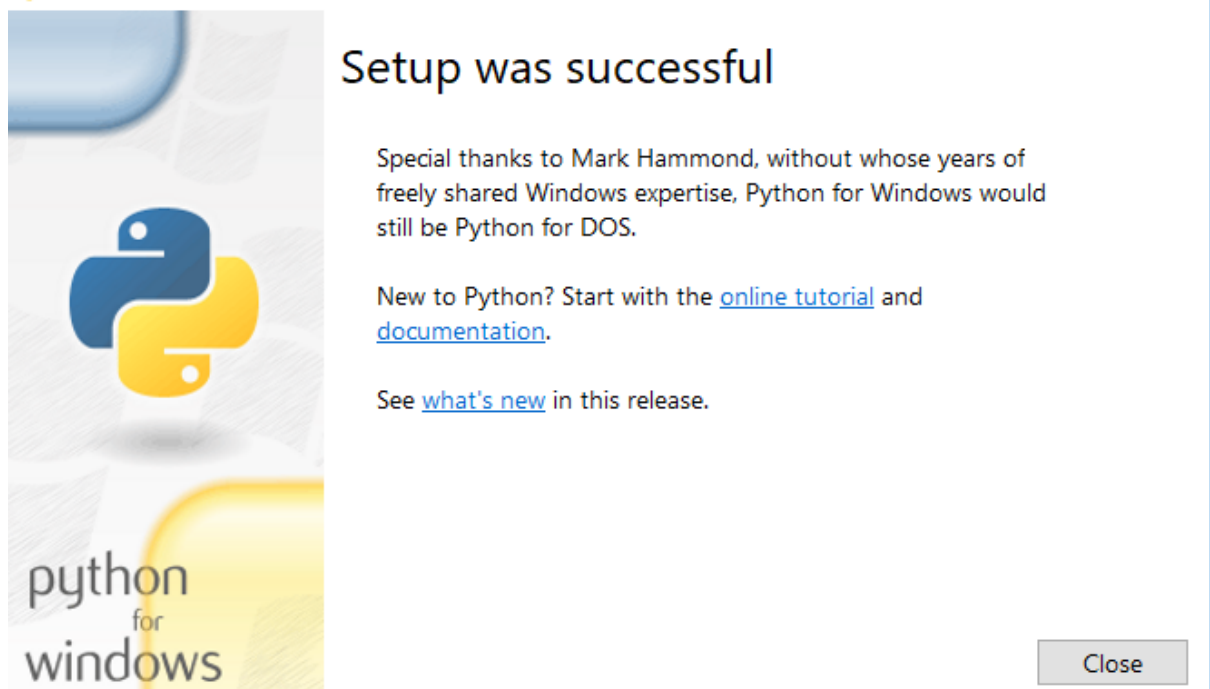 Setup was successful
Special thanks to Mark Hammond, without whose years of
freely shared Windows expertise, Python for Windows would
still be Python for DOS.
New to Python? Start with the online tutorial and
documentation.
See what's new in this release.
python
for
windows
Close